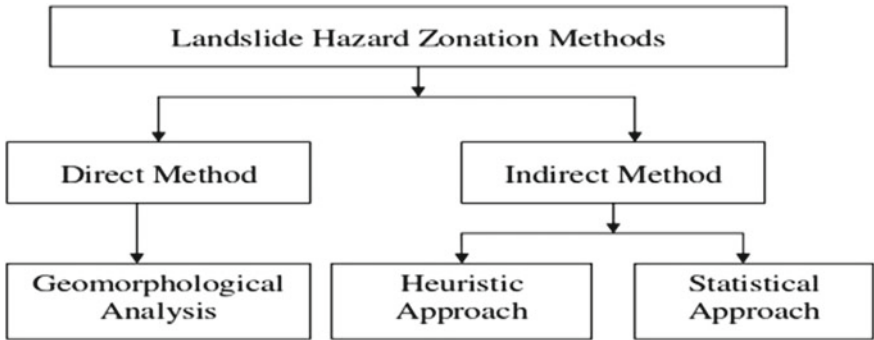 Landslide Hazard Zonation Methods
Direct Method
Indirect Method
Geomorphological
Analysis
Heuristic
Approach
Statistical
Approach